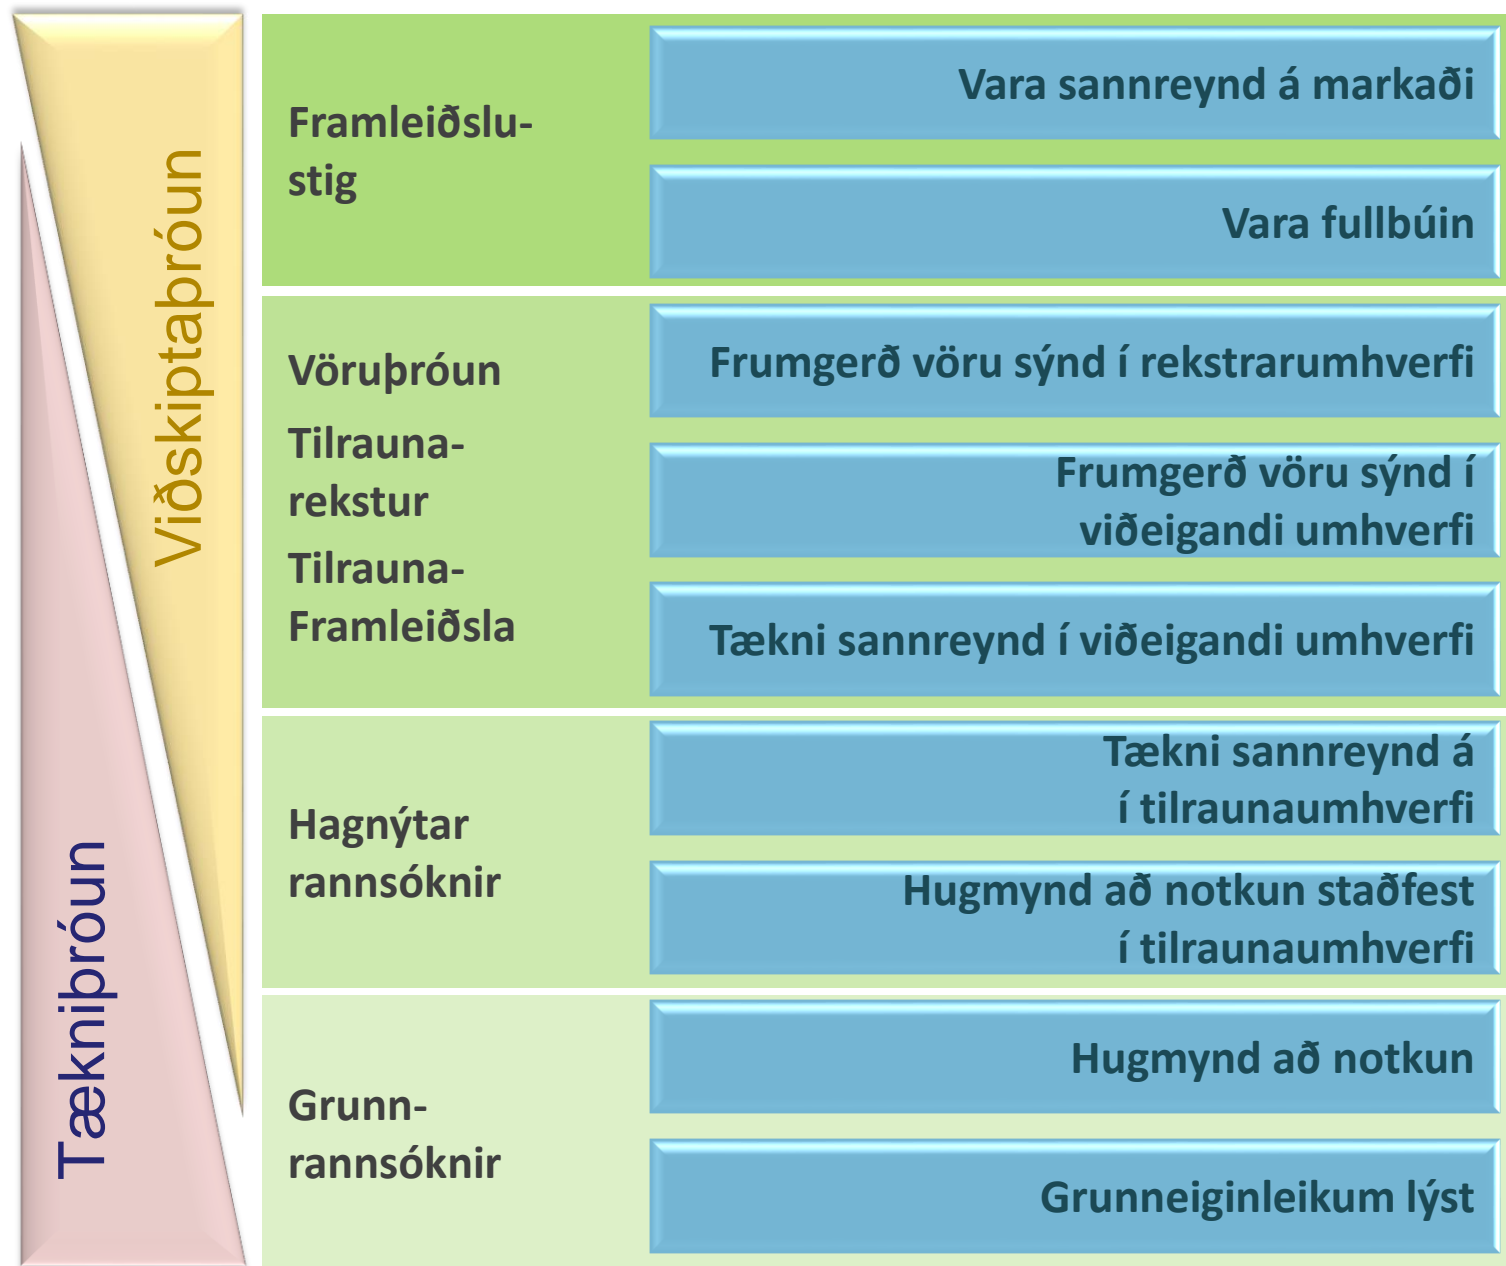 Viðskiptaþróun
Tækniþróun
Framleiðslu-
stig
Vara sannreynd á markaði
Vara fullbúin
Vöruþróun
Tilrauna-
rekstur
Tilrauna-
Framleiðsla
Frumgerð vöru sýnd í rekstrarumhverfi
Frumgerð vöru sýnd í
viðeigandi umhverfi
Tækni sannreynd í viðeigandi umhverfi
Hagnýtar
rannsóknir
Tækni sannreynd á
í tilraunaumhverfi
Hugmynd að notkun staðfest
í tilraunaumhverfi
Grunn-
rannsóknir
Hugmynd að notkun
Grunneiginleikum lýst